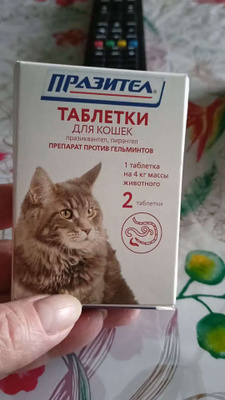 ПРАЗИТЕЛ
ТАБЛЕТКИ
ДЛЯ КОШЕК
празиквантел, пирантел
ПРЕПАРАТ ПРОТИВ ГЕЛЬМИНТОВ
1 таблетка
на 4 кг массы
животного
2 таблетки